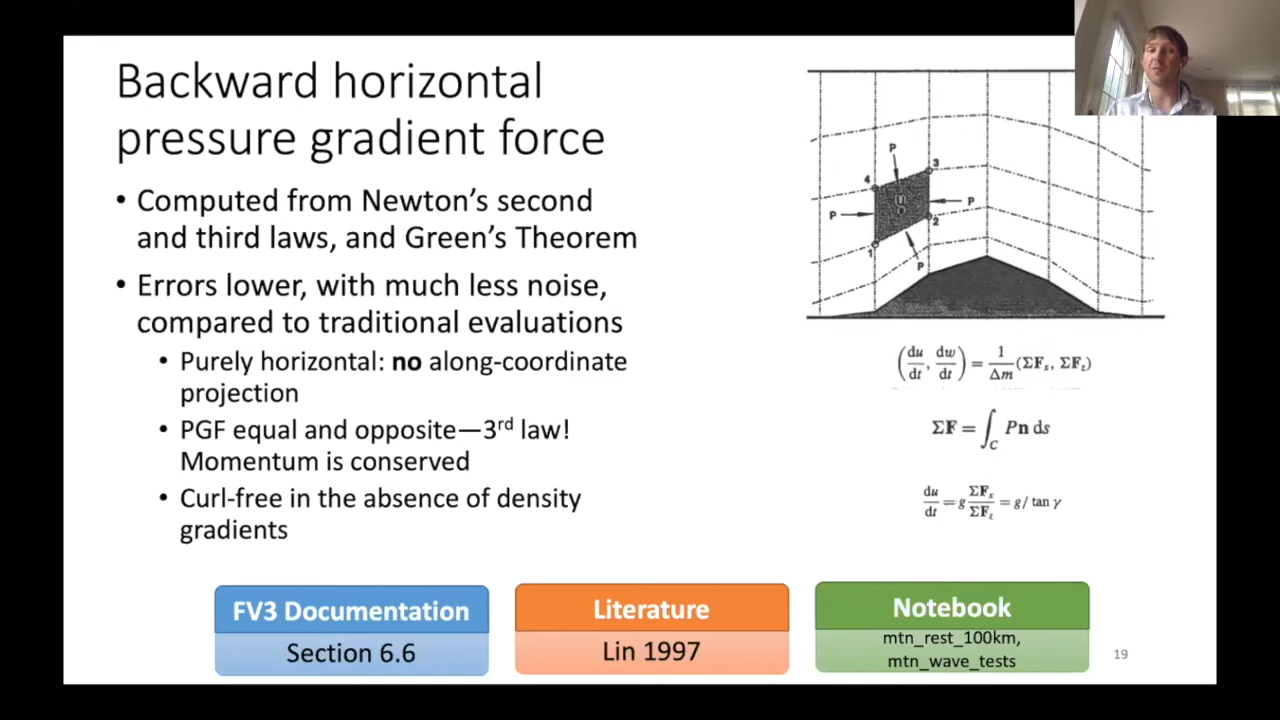 Backward horizontal
pressure gradient force
• Computed from Newton's second
and third laws, and Green's Theorem
• Errors lower, with much less noise,
compared to traditional evaluations
• Purely horizontal: no along-coordinate
projection
• PGF equal and opposite—3rd law!
Momentum is conserved
• Curl-free in the absence of density
gradients
P
4
3
P
P
2
1
P
(du/dt, dw/dt) = 1/Δm (ΣFx, ΣFz)
ΣF = ∫C Pn ds
du/dt = g ΣFx/ΣFz = g/ tan γ
FV3 Documentation
Section 6.6
Literature
Lin 1997
Notebook
mtn_rest_100km,
mtn_wave_tests
19